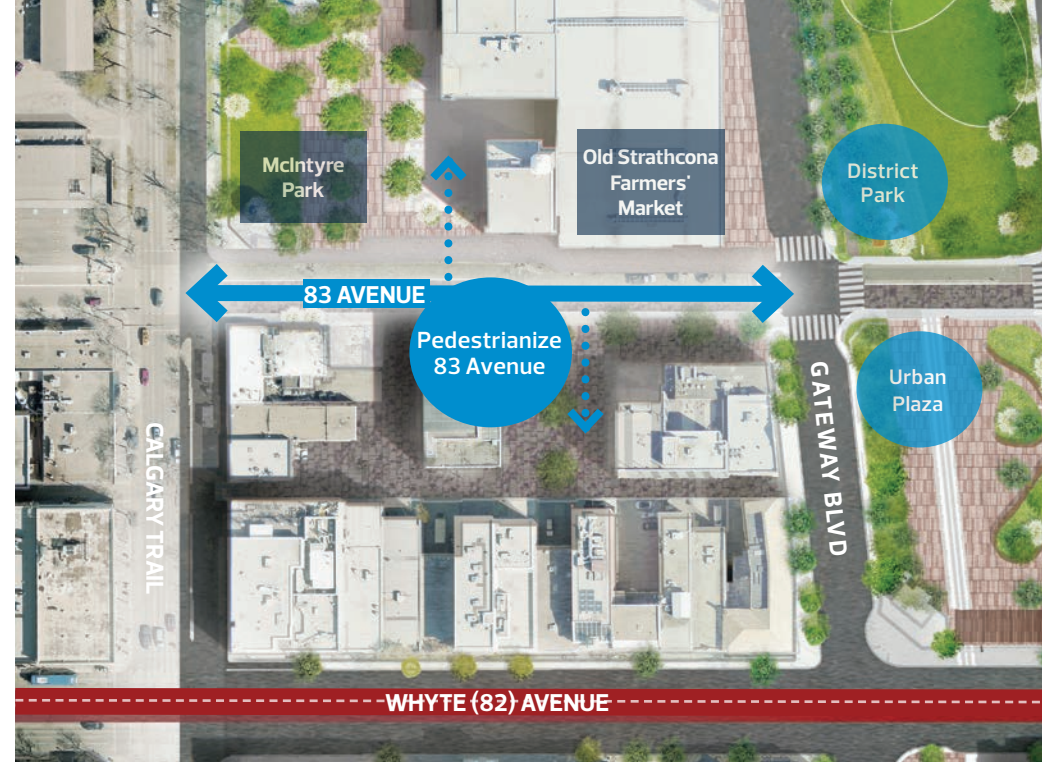 McIntyre
Park
Old Strathcona
Farmers'
Market
District
Park
83 AVENUE
Pedestrianize
83 Avenue
Urban
Plaza
GATEWAY BLVD
CALGARY TRAIL
WHYTE (82) AVENUE